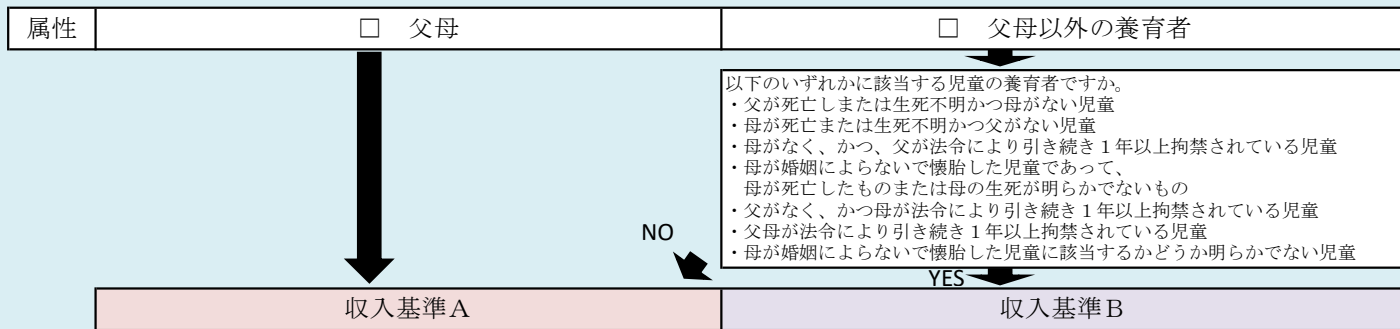 属性
□ 父母
□ 父母以外の養育者
以下のいずれかに該当する児童の養育者ですか。
・父が死亡しまたは生死不明かつ母がない児童
・母が死亡または生死不明かつ父がない児童
・母がなく、かつ、父が法令により引き続き１年以上拘禁されている児童
・母が婚姻によらないで懐胎した児童であって、
母が死亡したものまたは母の生死が明らかでないもの
・父がなく、かつ母が法令により引き続き１年以上拘禁されている児童
・父母が法令により引き続き１年以上拘禁されている児童
・母が婚姻によらないで懐胎した児童に該当するかどうか明らかでない児童
NO
YES
収入基準Ａ
収入基準Ｂ